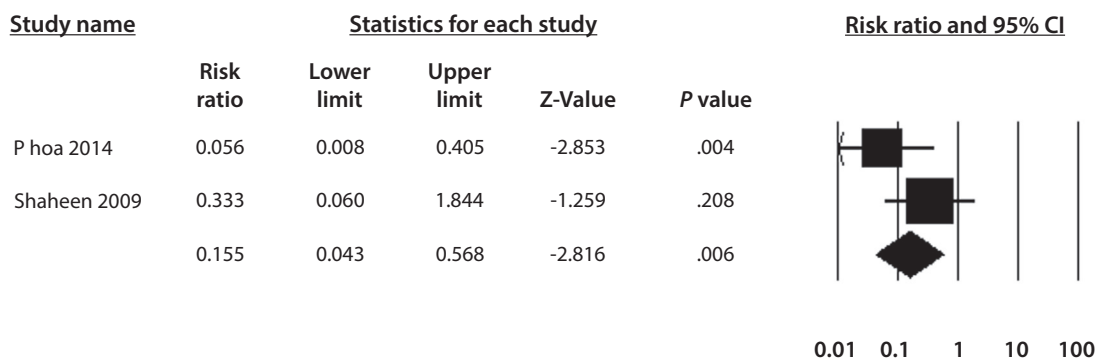 Study name Statistics for each study Risk ratio and 95% CI
Risk ratio Lower limit Upper limit Z-Value P value
P hoa 2014 0.056 0.008 0.405 -2.853 .004
Shaheen 2009 0.333 0.060 1.844 -1.259 .208
0.155 0.043 0.568 -2.816 .006
0.01 0.1 1 10 100